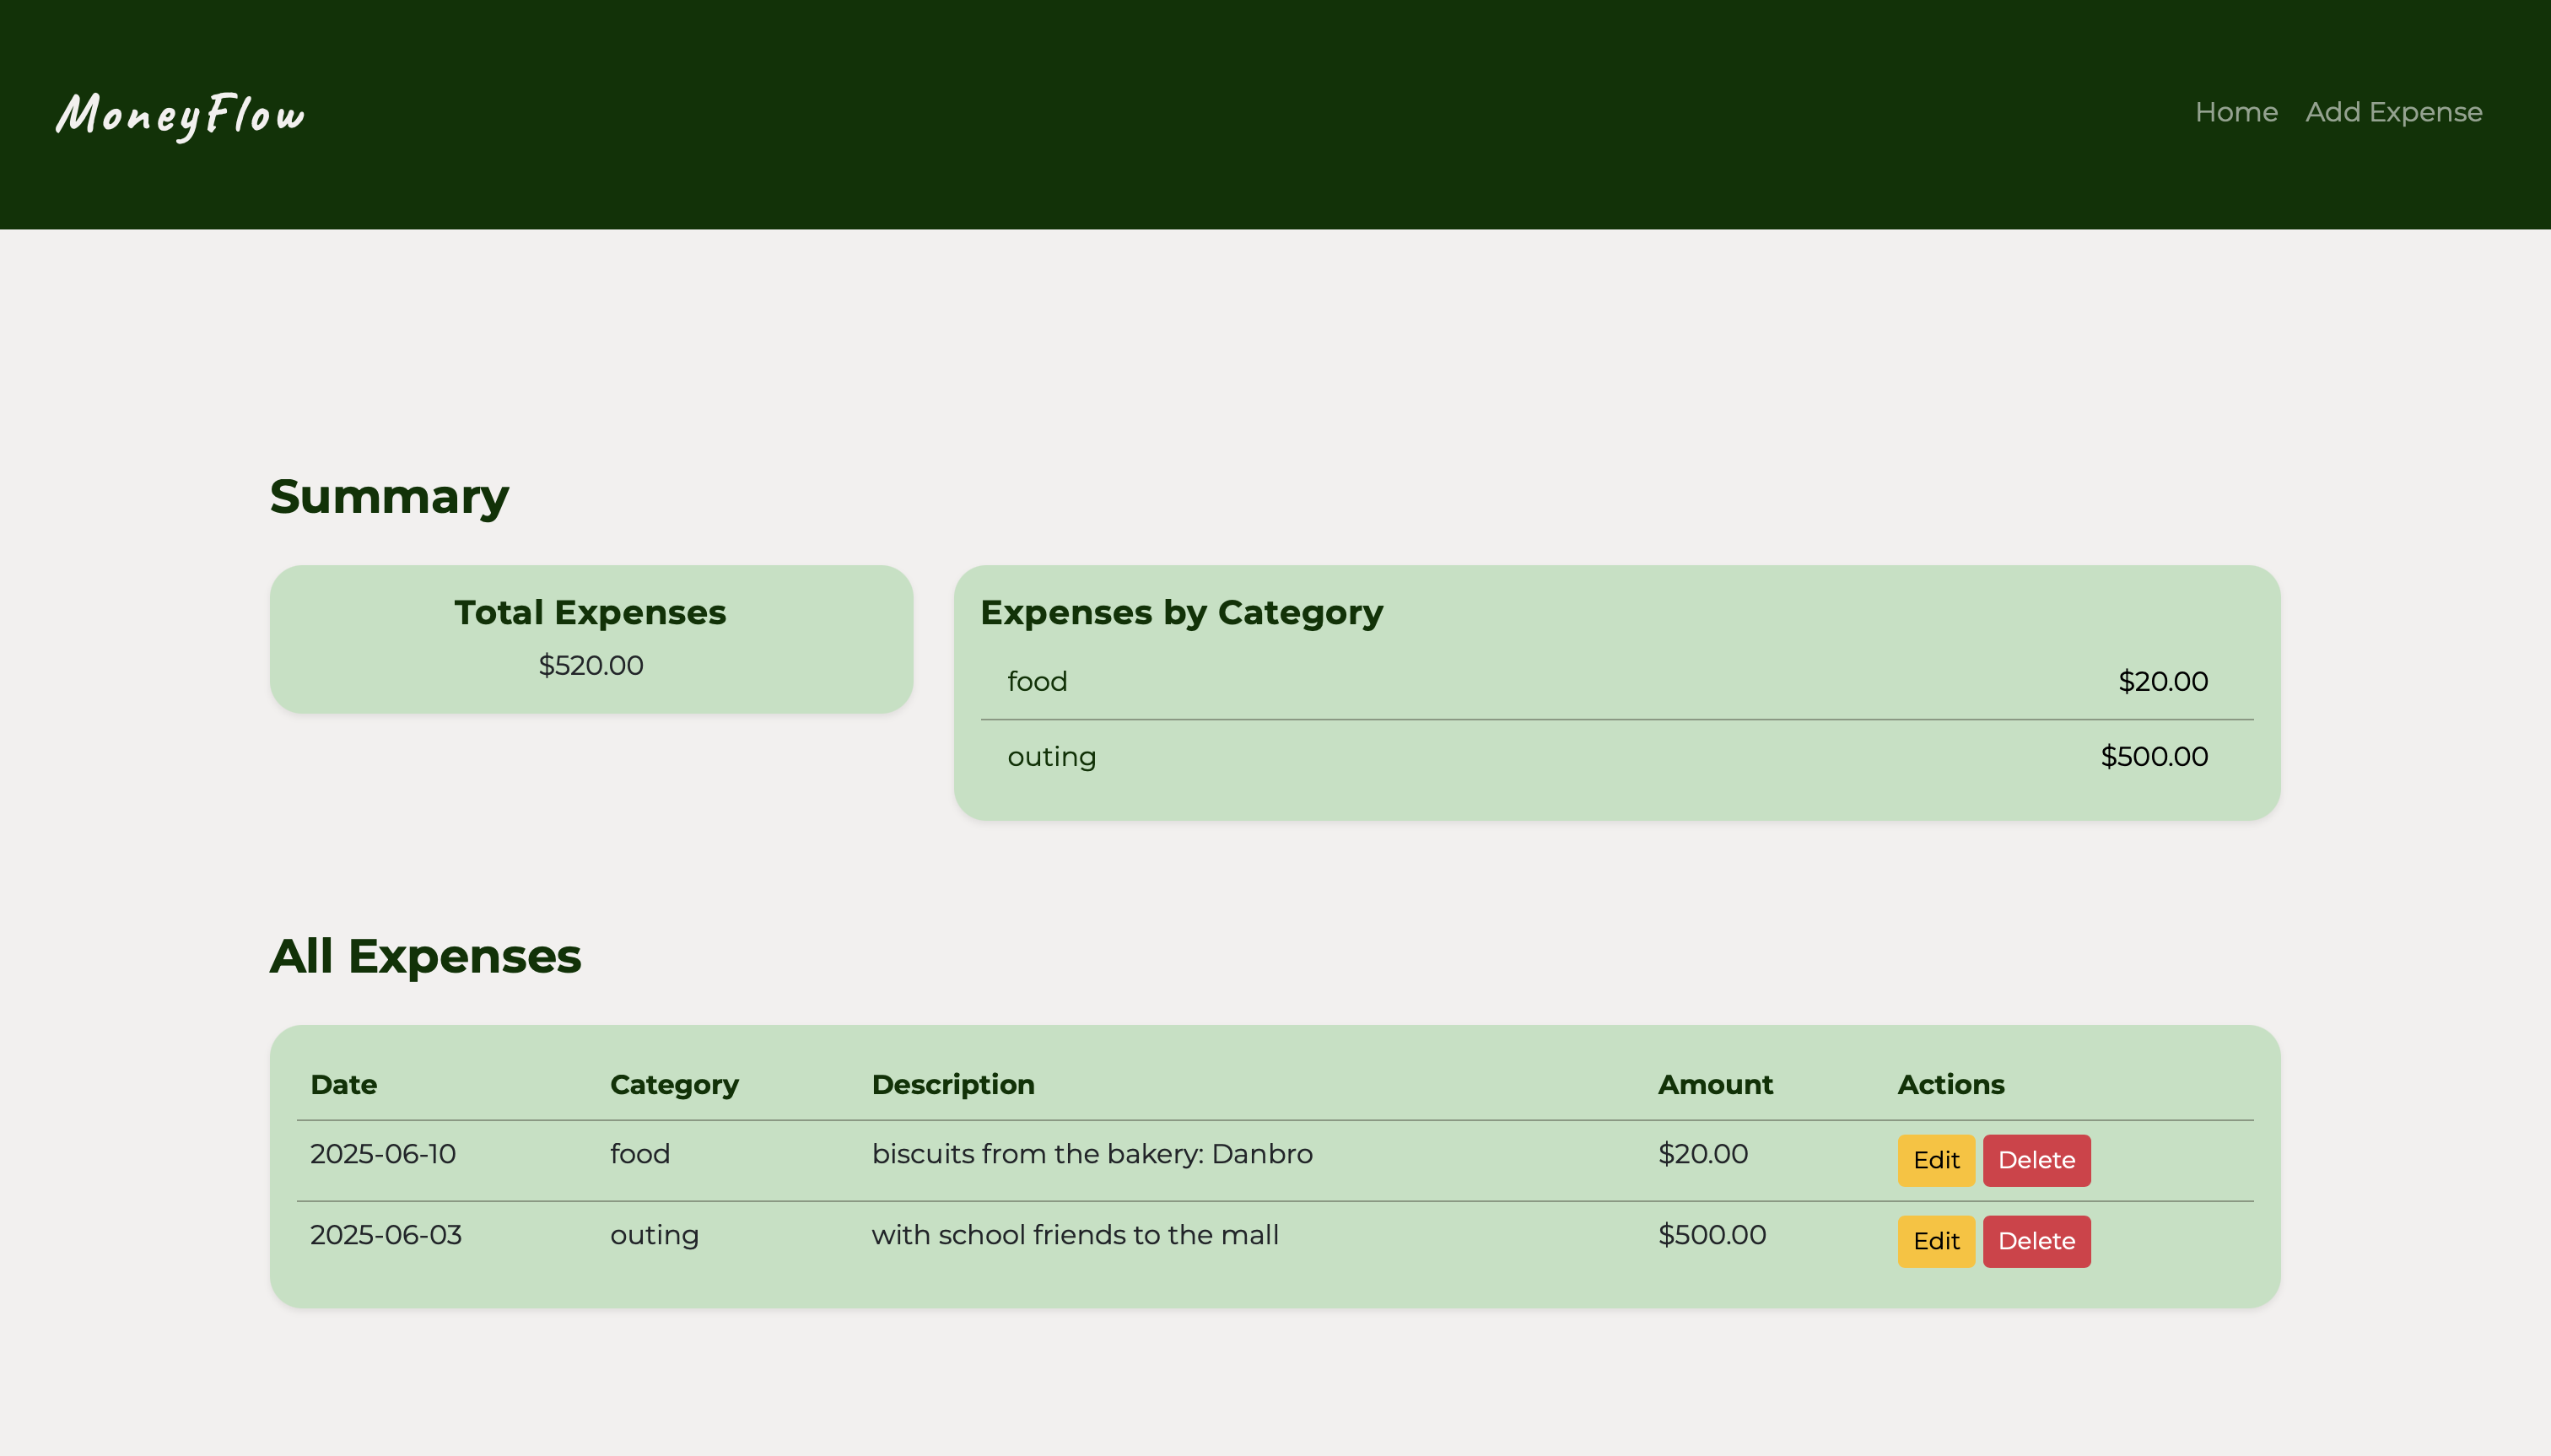 MoneyFlow
Home Add Expense
Summary
Total Expenses
$520.00
Expenses by Category
food $20.00
outing $500.00
All Expenses
Date Category Description Amount Actions
2025-06-10 food biscuits from the bakery: Danbro $20.00 Edit Delete
2025-06-03 outing with school friends to the mall $500.00 Edit Delete